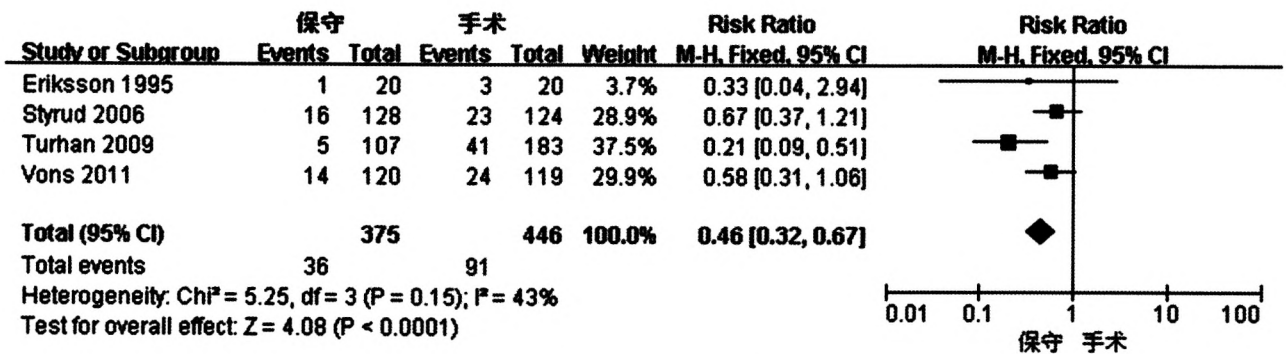 保守 手术 Risk Ratio Risk Ratio
Study or Subgroup Events Total Events Total Weight M-H, Fixed, 95% CI M-H, Fixed, 95% CI
Eriksson 1995 1 20 3 20 3.7% 0.33 [0.04, 2.94]
Styrud 2006 16 128 23 124 28.9% 0.67 [0.37, 1.21]
Turhan 2009 5 107 41 183 37.5% 0.21 [0.09, 0.51]
Vons 2011 14 120 24 119 29.9% 0.58 [0.31, 1.06]
Total (95% CI) 375 446 100.0% 0.46 [0.32, 0.67]
Total events 36 91
Heterogeneity: Chi² = 5.25, df = 3 (P = 0.15); I² = 43%
Test for overall effect: Z = 4.08 (P < 0.0001)
0.01 0.1 1 10 100
保守 手术